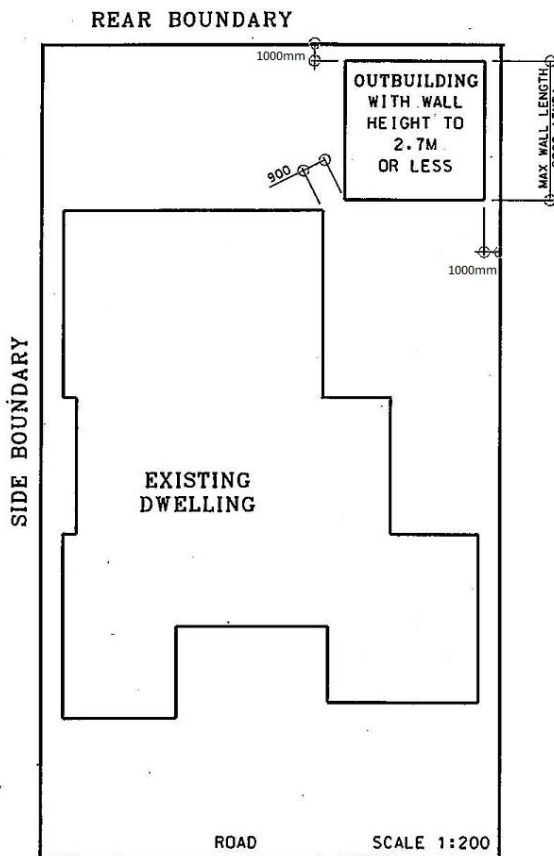 REAR BOUNDARY
1000mm
OUTBUILDING
WITH WALL
HEIGHT TO
2.7M
OR LESS
MAX WALL LENGTH
900
1000mm
SIDE BOUNDARY
EXISTING
DWELLING
ROAD
SCALE 1:200